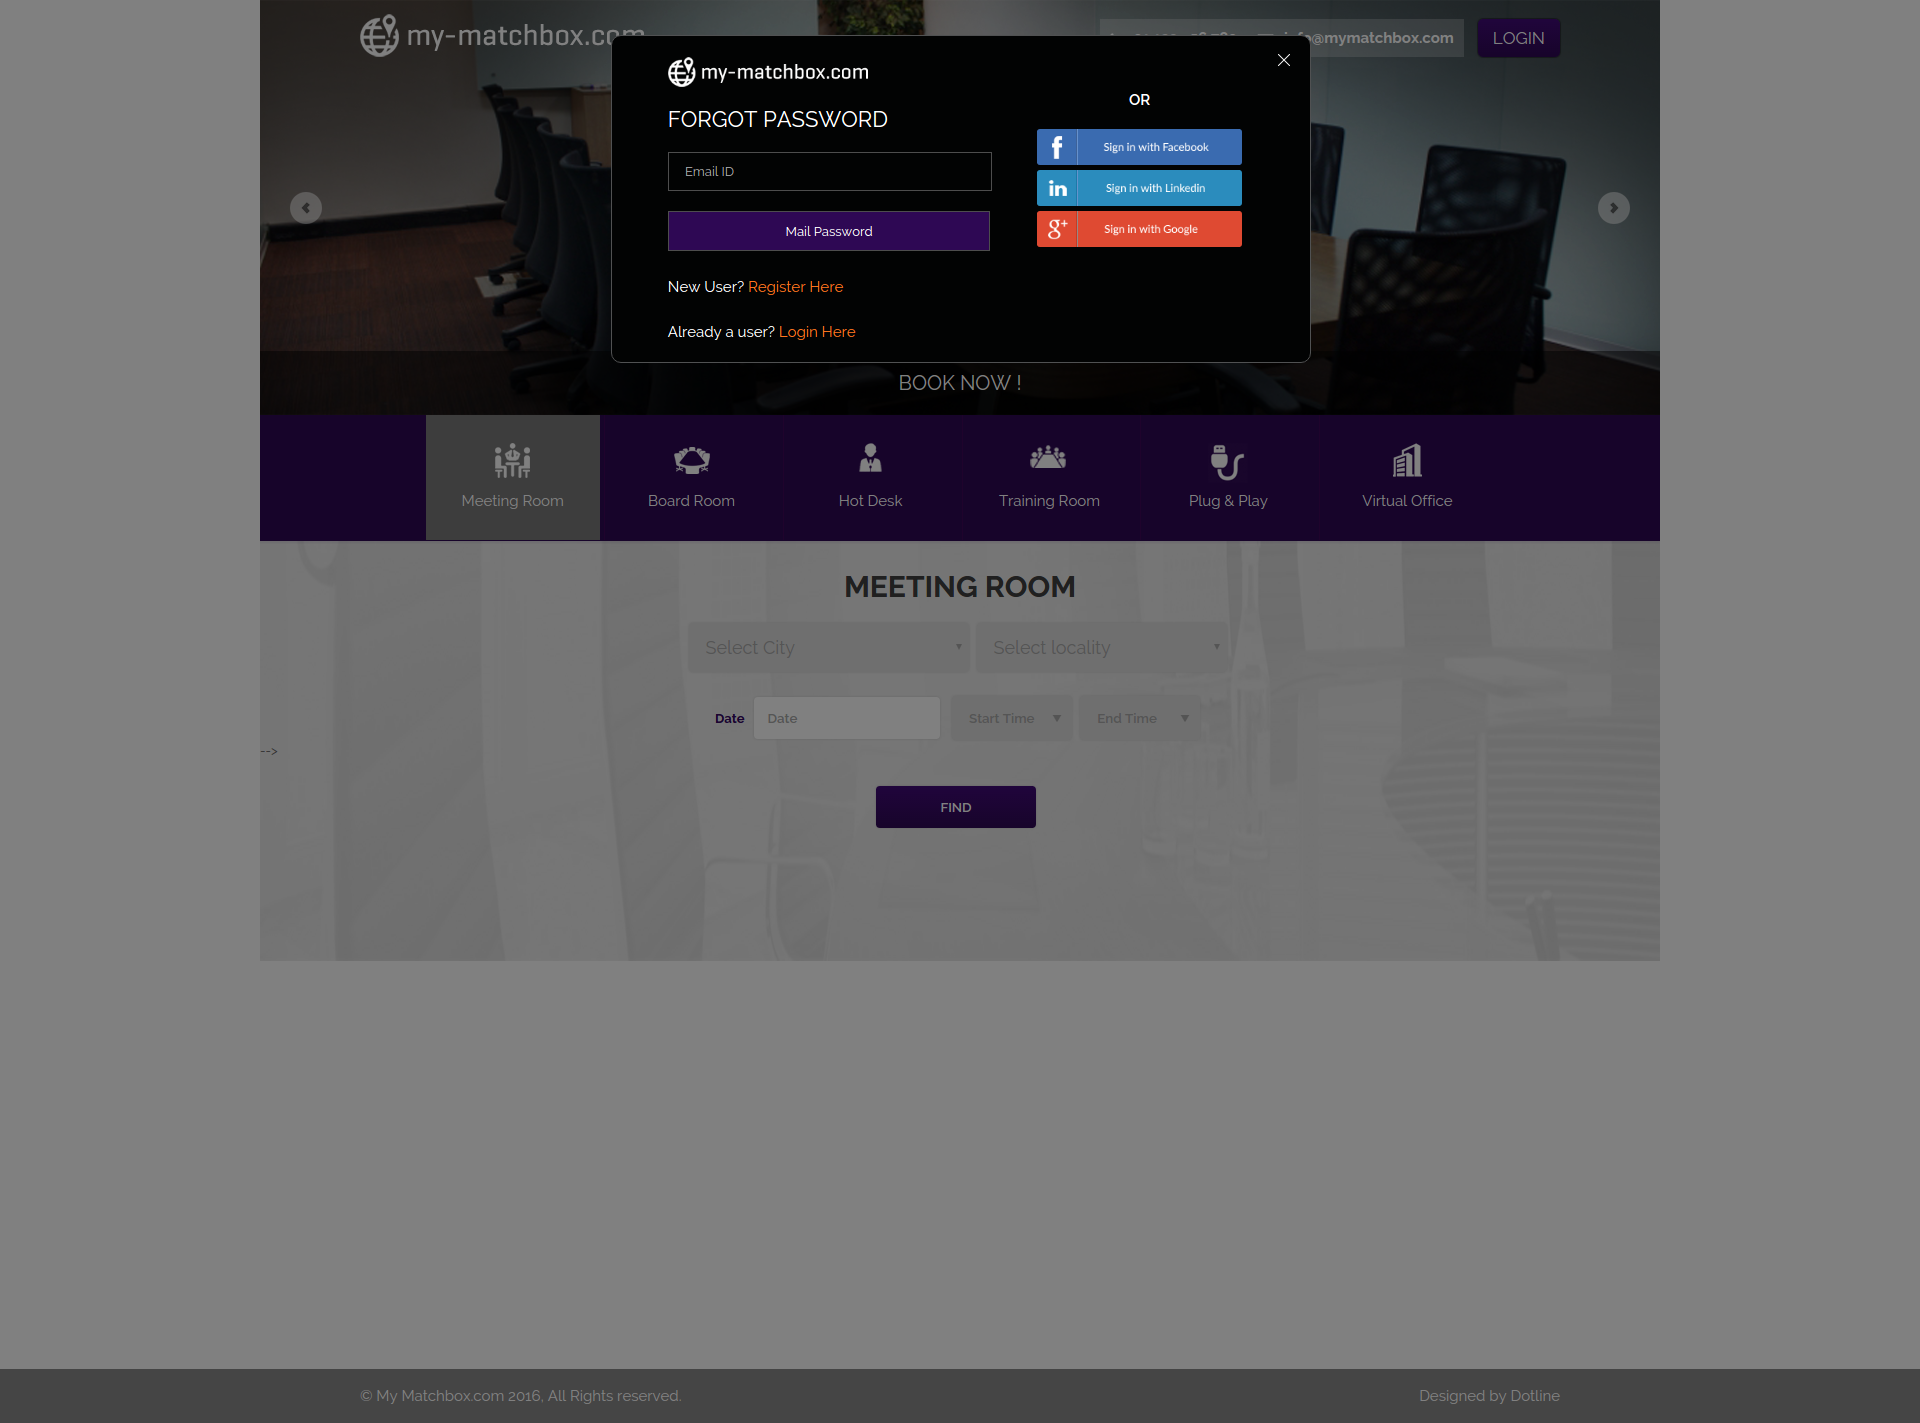 my-matchbox.com
@mymatchbox.com
LOGIN
my-matchbox.com
FORGOT PASSWORD
Email ID
Mail Password
New User? Register Here
Already a user? Login Here
OR
Sign in with Facebook
Sign in with Linkedin
Sign in with Google
BOOK NOW !
Meeting Room
Board Room
Hot Desk
Training Room
Plug & Play
Virtual Office
MEETING ROOM
Select City
Select locality
Date
Date
Start Time
End Time
-->
FIND
© My Matchbox.com 2016, All Rights reserved.
Designed by Dotline